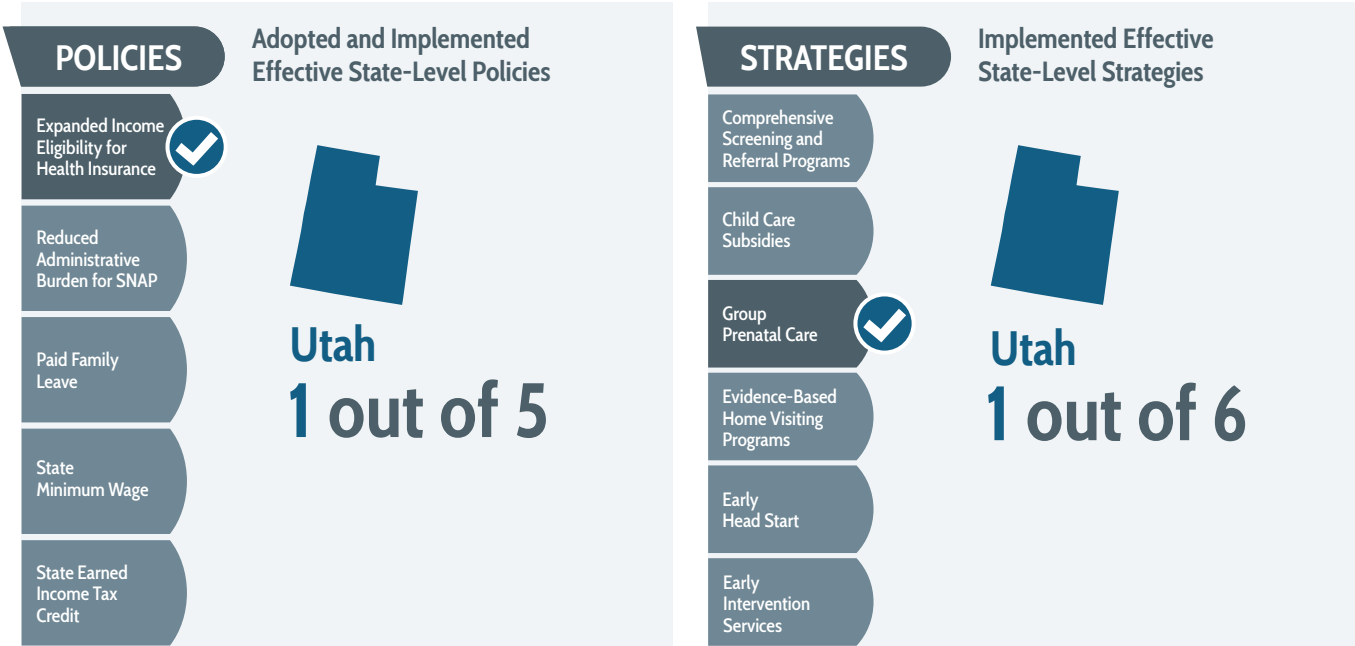 POLICIES
Adopted and Implemented
Effective State-Level Policies
Expanded Income
Eligibility for
Health Insurance
Reduced
Administrative
Burden for SNAP
Paid Family
Leave
State
Minimum Wage
State Earned
Income Tax
Credit
Utah
1 out of 5
STRATEGIES
Implemented Effective
State-Level Strategies
Comprehensive
Screening and
Referral Programs
Child Care
Subsidies
Group
Prenatal Care
Evidence-Based
Home Visiting
Programs
Early
Head Start
Early
Intervention
Services
Utah
1 out of 6